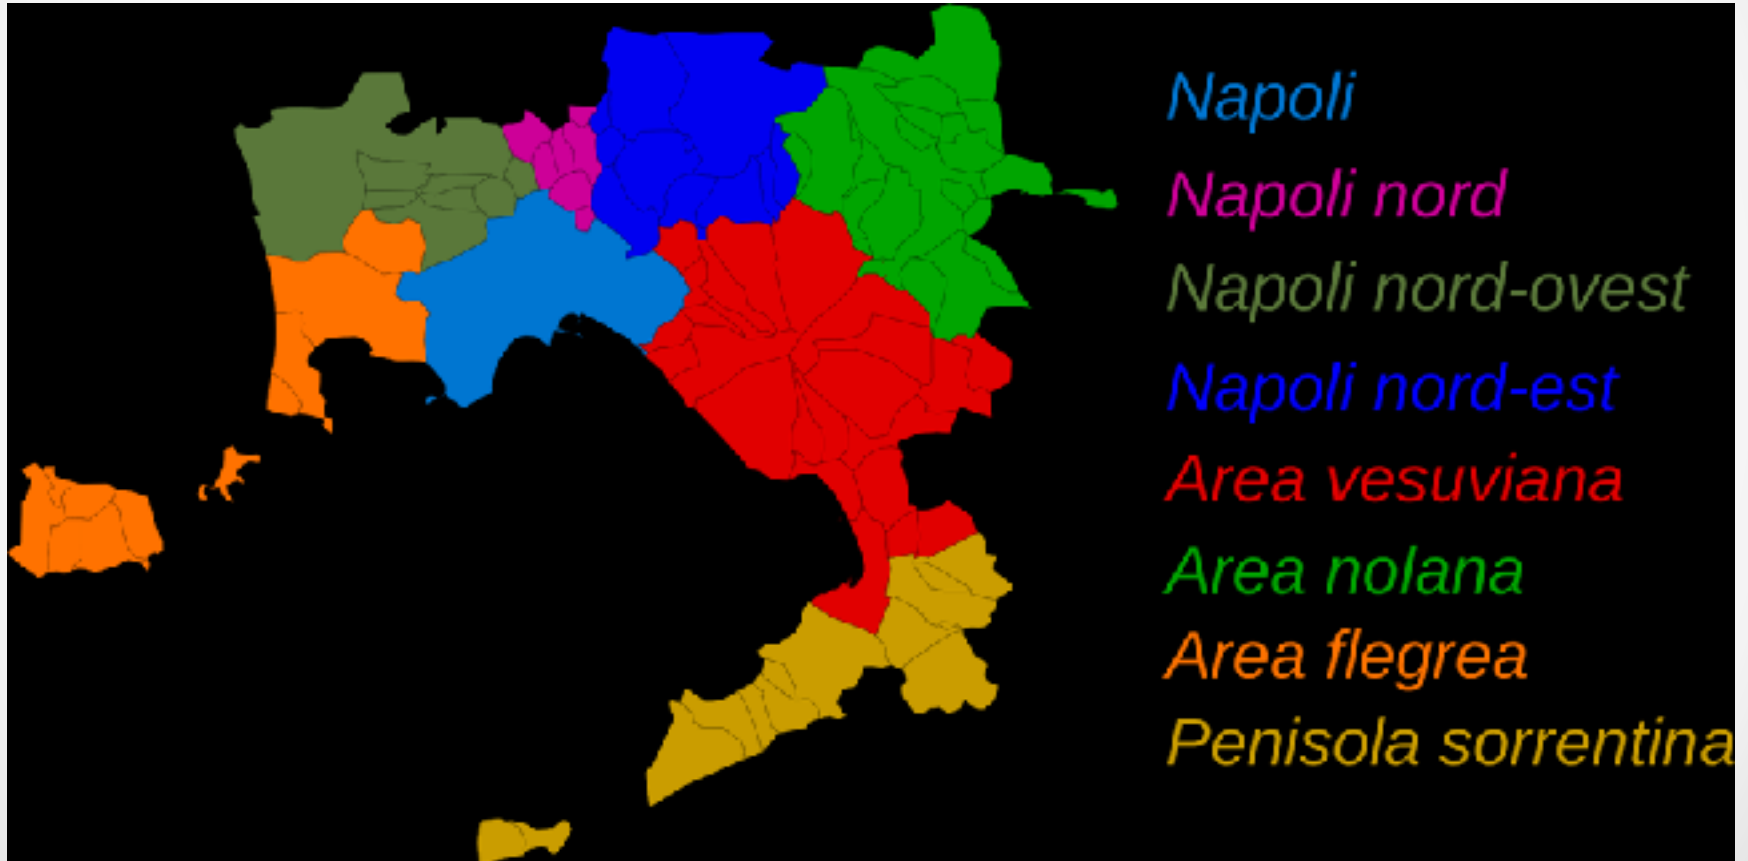 Napoli
Napoli nord
Napoli nord-ovest
Napoli nord-est
Area vesuviana
Area nolana
Area flegrea
Penisola sorrentina